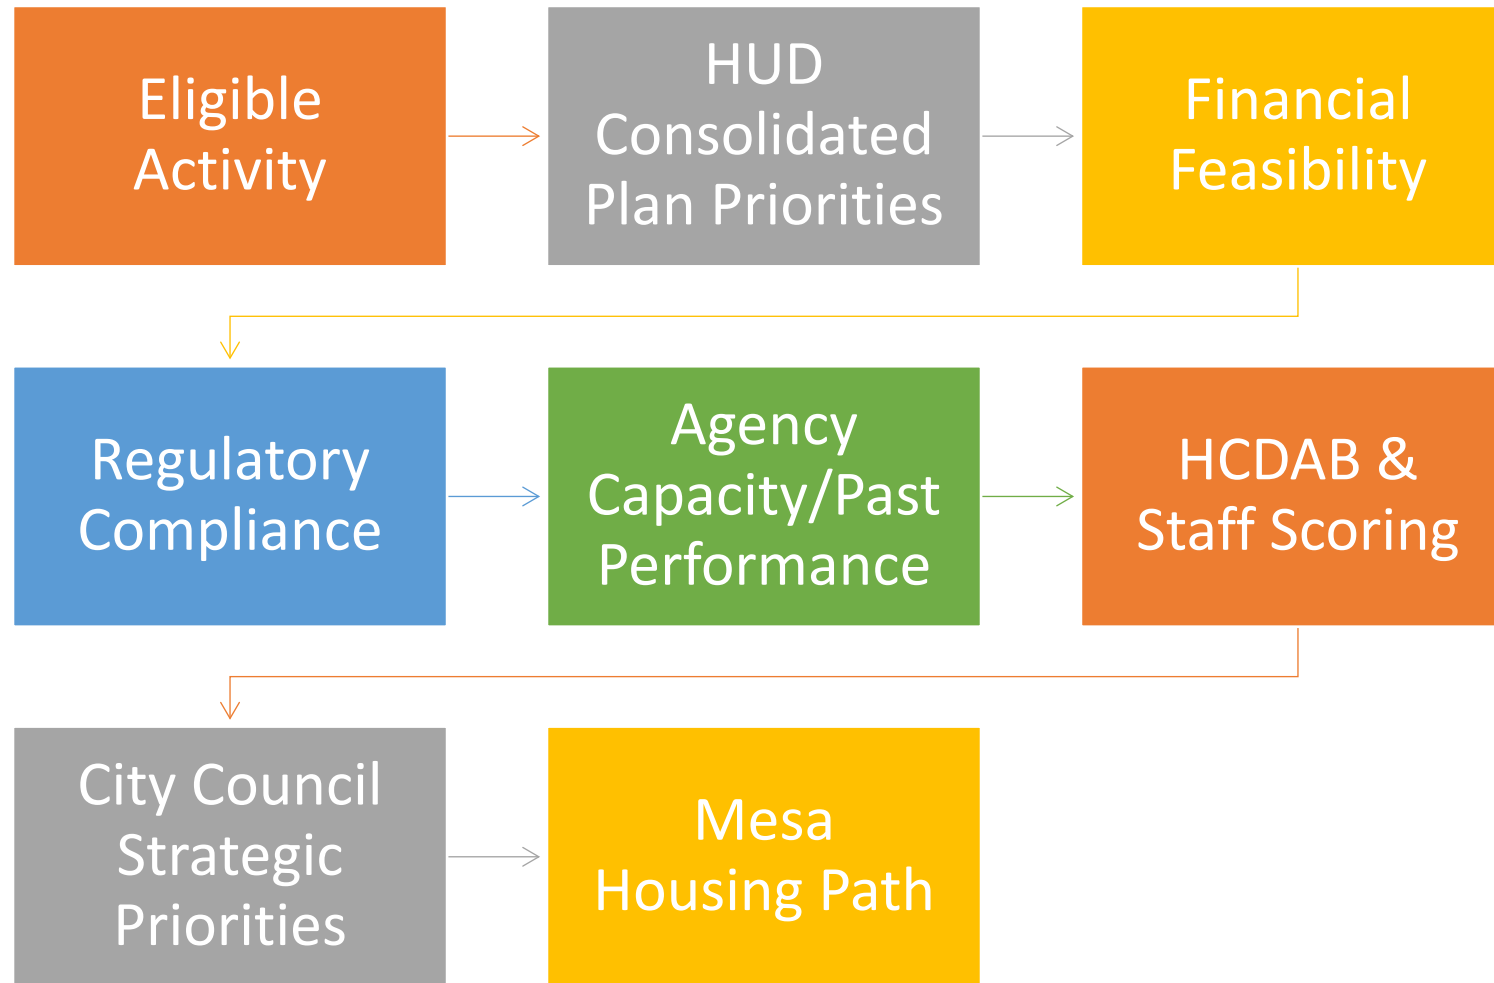 Eligible
Activity
HUD
Consolidated
Plan Priorities
Financial
Feasibility
Regulatory
Compliance
Agency
Capacity/Past
Performance
HCDAB &
Staff Scoring
City Council
Strategic
Priorities
Mesa
Housing Path